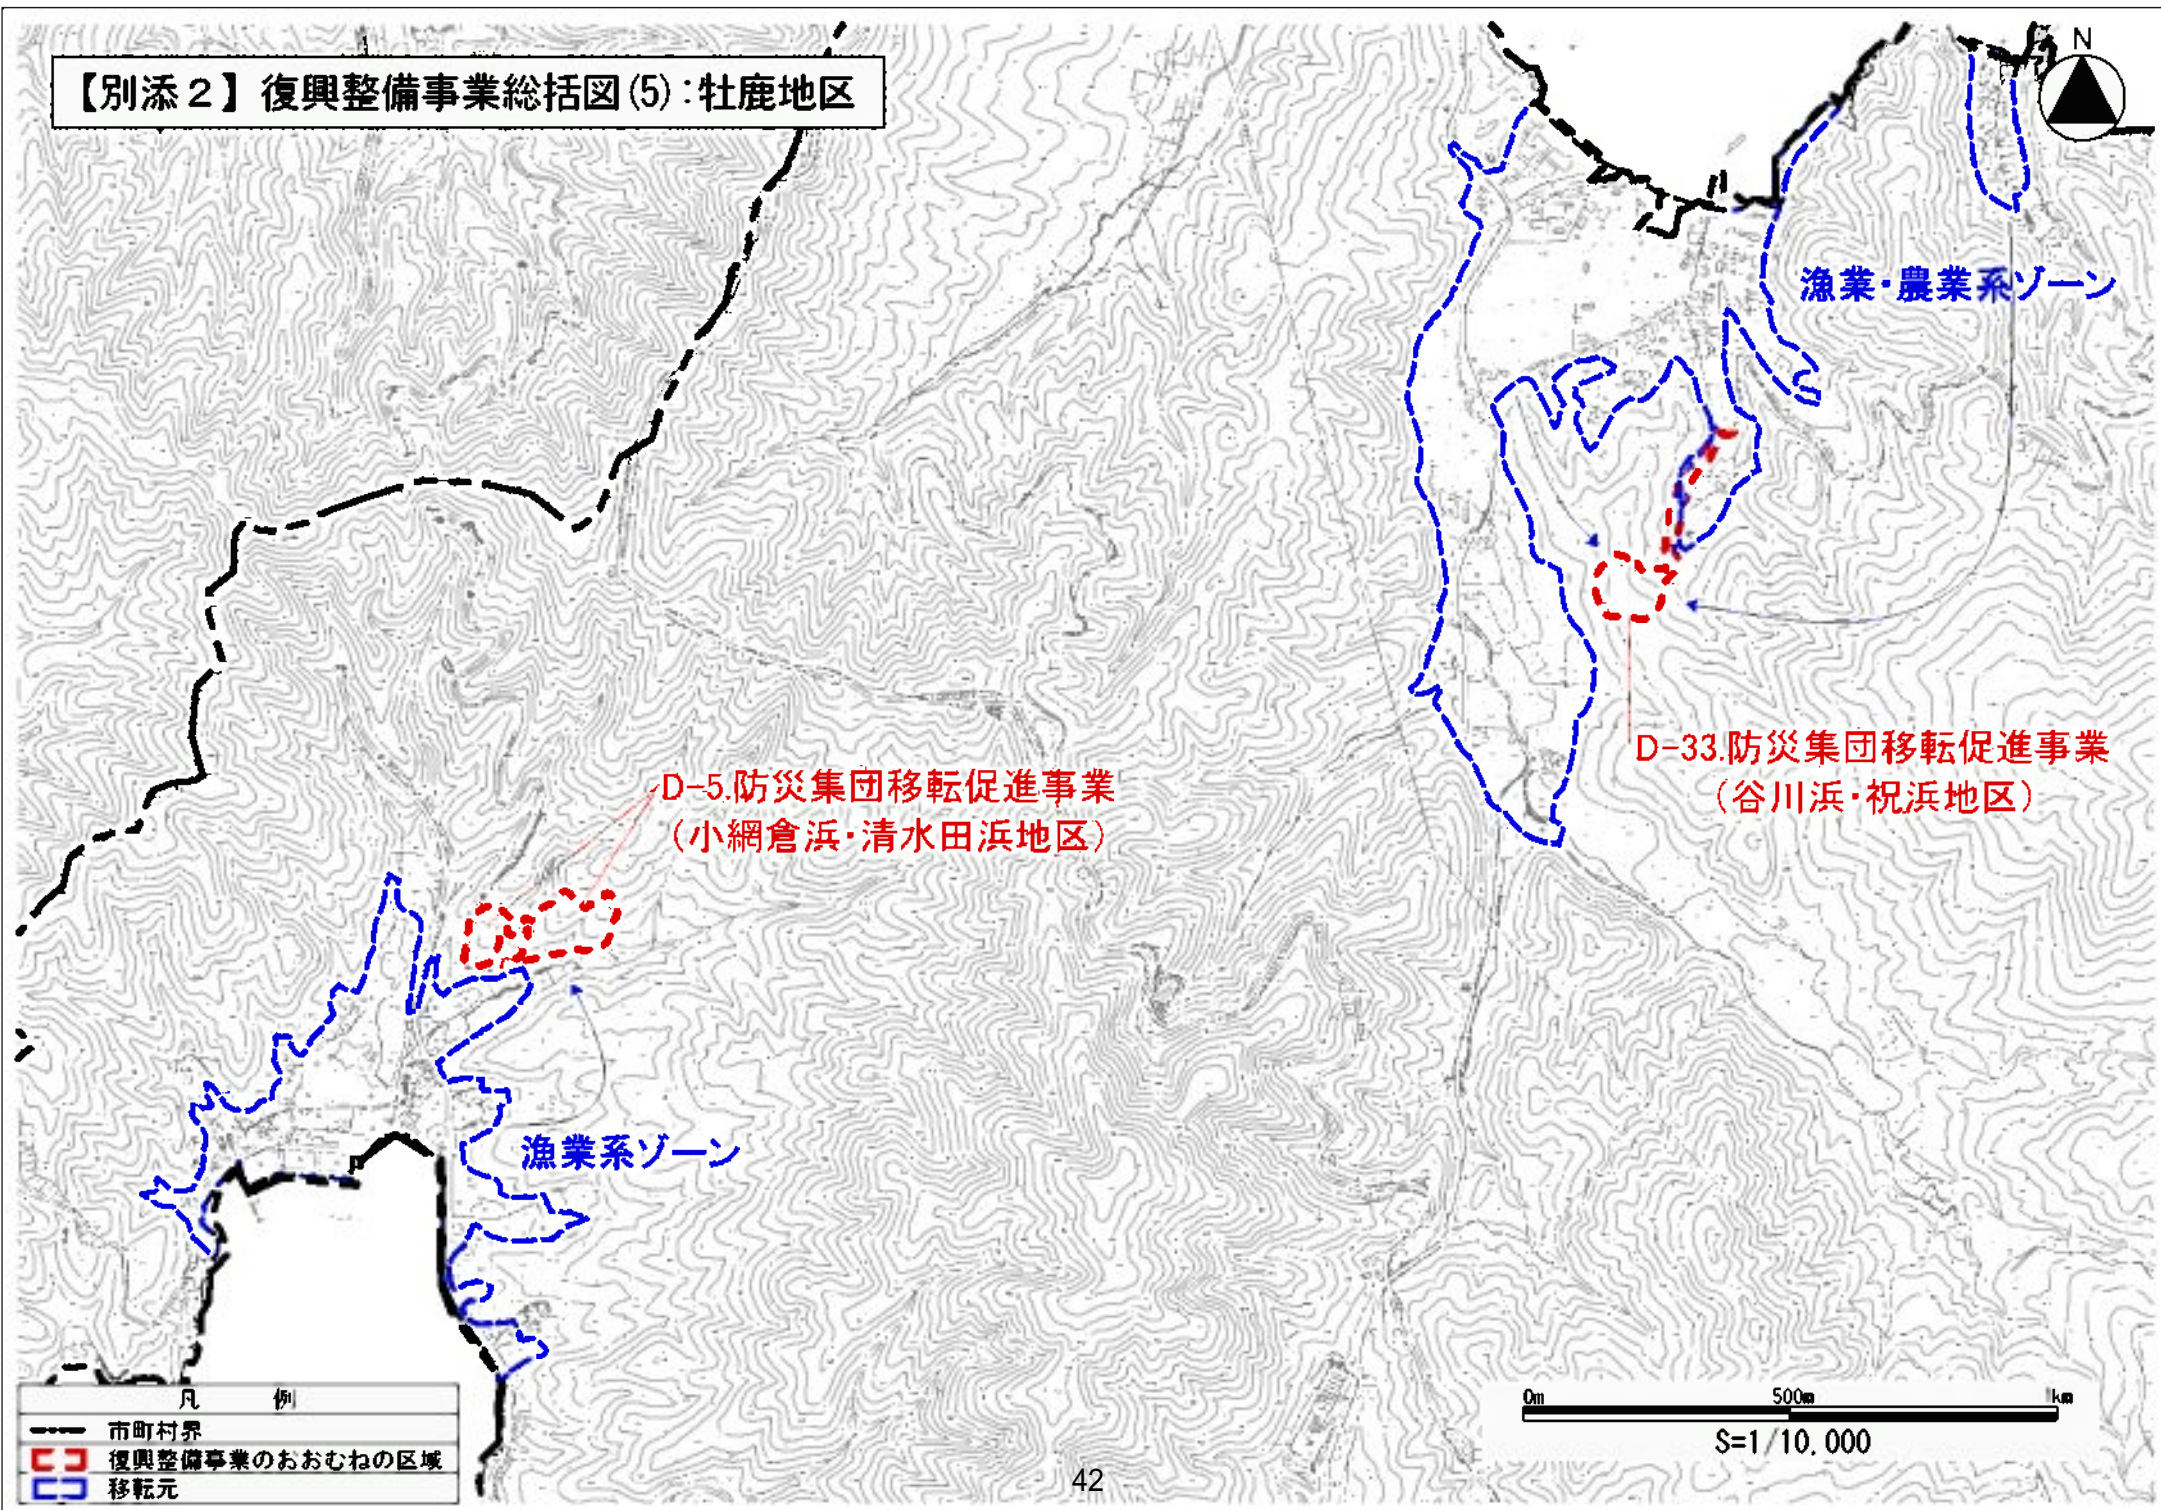 【別添２】復興整備事業総括図(5):牡鹿地区
N
漁業・農業系ゾーン
D-33.防災集団移転促進事業
（谷川浜・祝浜地区）
D-5.防災集団移転促進事業
（小網倉浜・清水田浜地区）
漁業系ゾーン
凡　例
市町村界
復興整備事業のおおむねの区域
移転元
0m 500m 1km
S=1/10,000
42